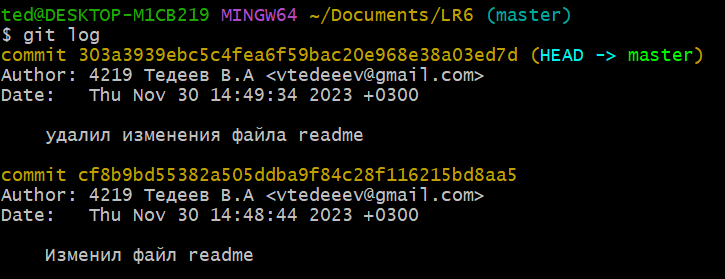 ted@DESKTOP-M1CB219 MINGW64 ~/Documents/LR6 (master)
$ git log
commit 303a3939ebc5c4fea6f59bac20e968e38a03ed7d (HEAD -> master)
Author: 4219 Тедеев В.А <vtedeeev@gmail.com>
Date:   Thu Nov 30 14:49:34 2023 +0300
удалил изменения файла readme
commit cf8b9bd55382a505ddba9f84c28f116215bd8aa5
Author: 4219 Тедеев В.А <vtedeeev@gmail.com>
Date:   Thu Nov 30 14:48:44 2023 +0300
Изменил файл readme